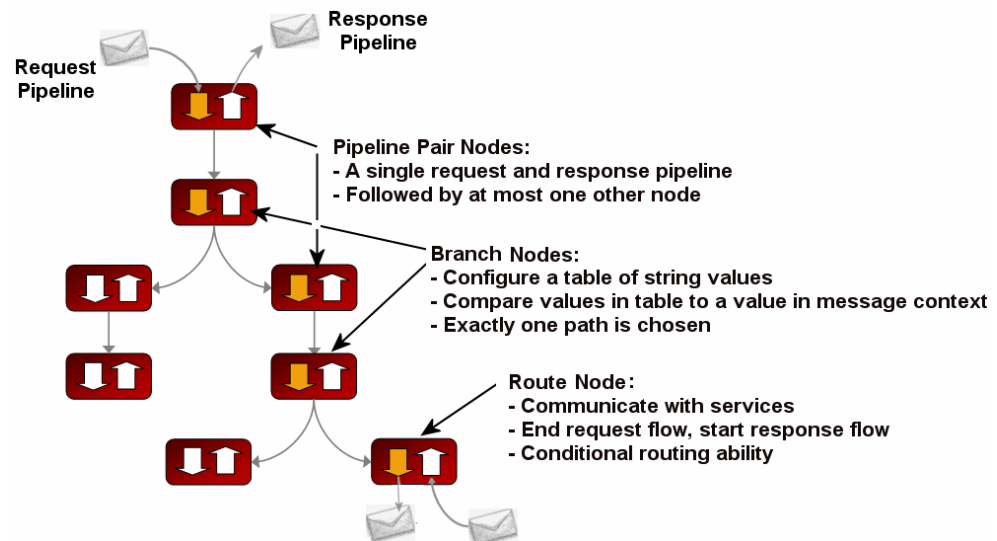 Response
Pipeline
Request
Pipeline
Pipeline Pair Nodes:
- A single request and response pipeline
- Followed by at most one other node
Branch Nodes:
- Configure a table of string values
- Compare values in table to a value in message context
- Exactly one path is chosen
Route Node:
- Communicate with services
- End request flow, start response flow
- Conditional routing ability